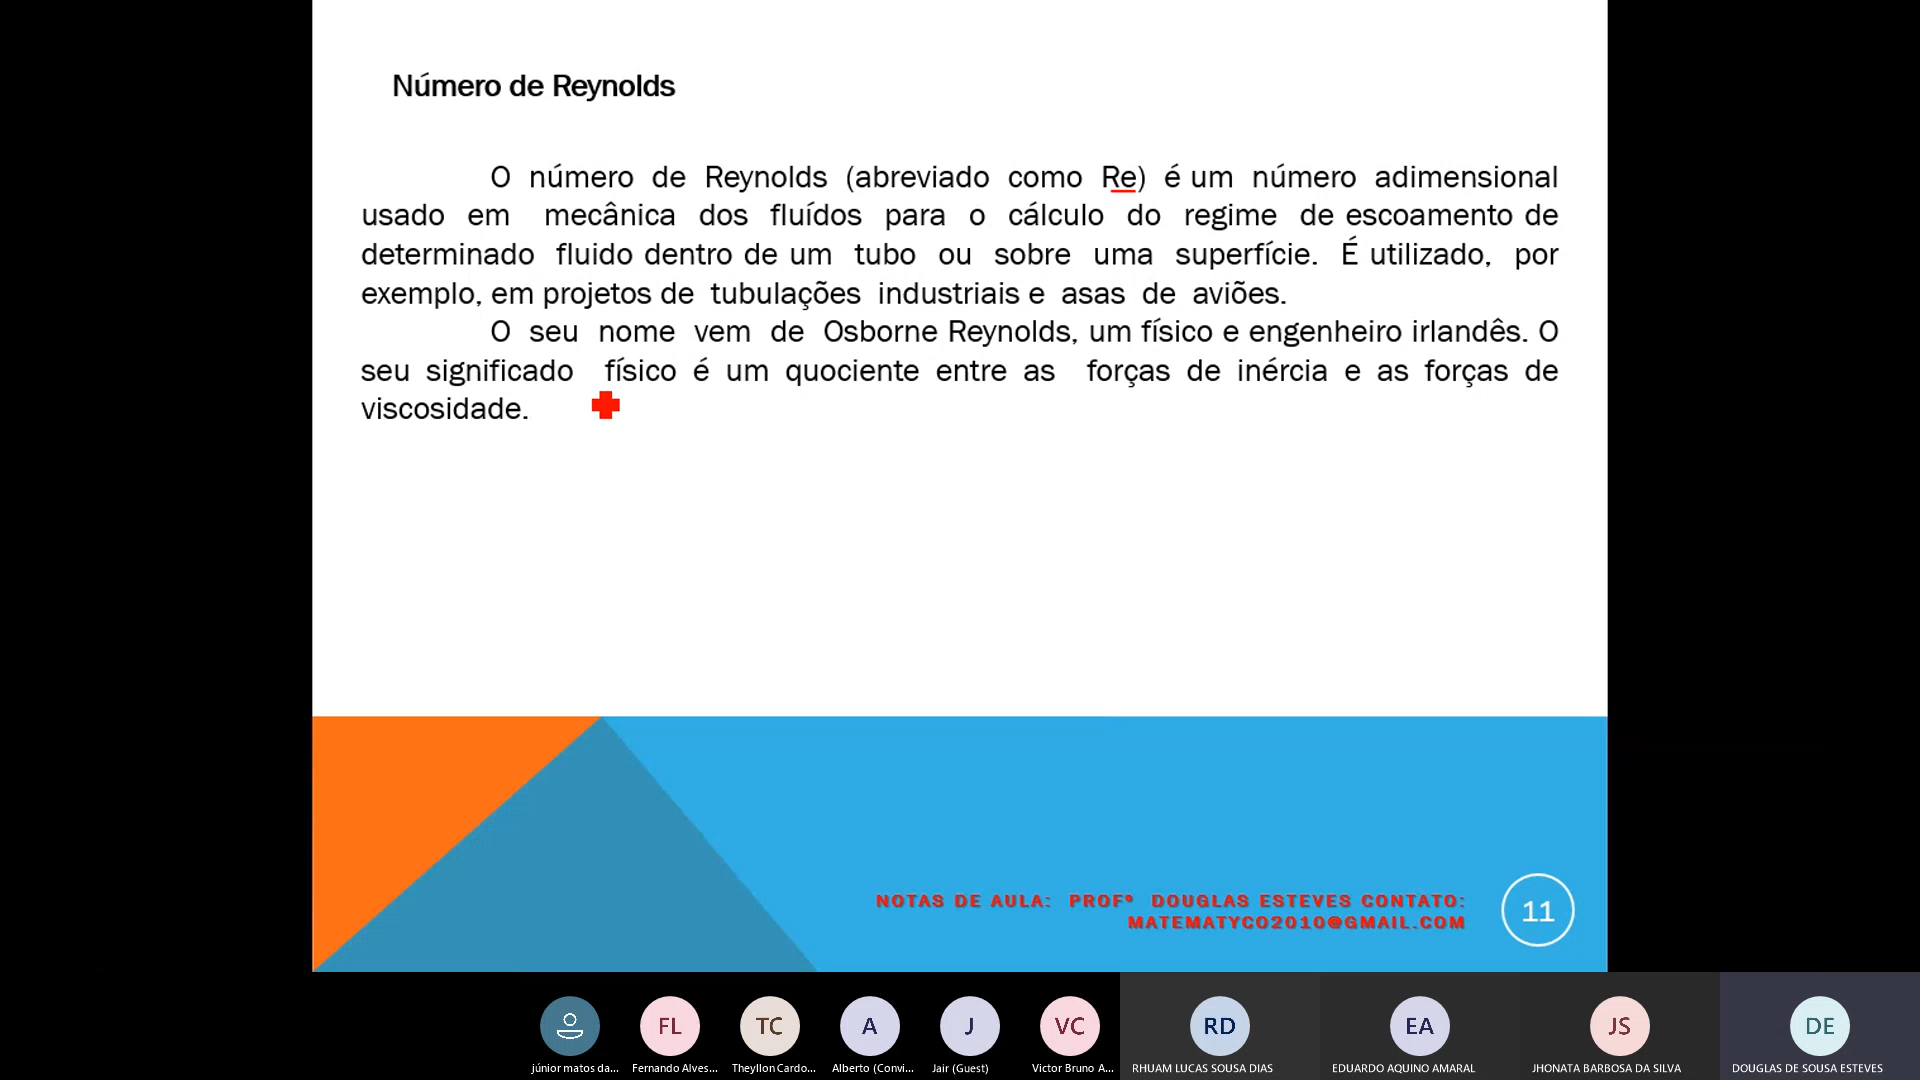 Número de Reynolds
O número de Reynolds (abreviado como Re) é um número adimensional
usado em mecânica dos fluídos para o cálculo do regime de escoamento de
determinado fluido dentro de um tubo ou sobre uma superfície. É utilizado, por
exemplo, em projetos de tubulações industriais e asas de aviões.
O seu nome vem de Osborne Reynolds, um físico e engenheiro irlandês. O
seu significado físico é um quociente entre as forças de inércia e as forças de
viscosidade.
NOTAS DE AULA: PROFº DOUGLAS ESTEVES CONTATO:
MATEMATYCO2010@GMAIL.COM
11
FL TC A J VC RD EA JS DE
júnior matos da... Fernando Alves... Theyllon Cardo... Alberto (Convi... Jair (Guest) Victor Bruno A... RHUAM LUCAS SOUSA DIAS EDUARDO AQUINO AMARAL JHONATA BARBOSA DA SILVA DOUGLAS DE SOUSA ESTEVES